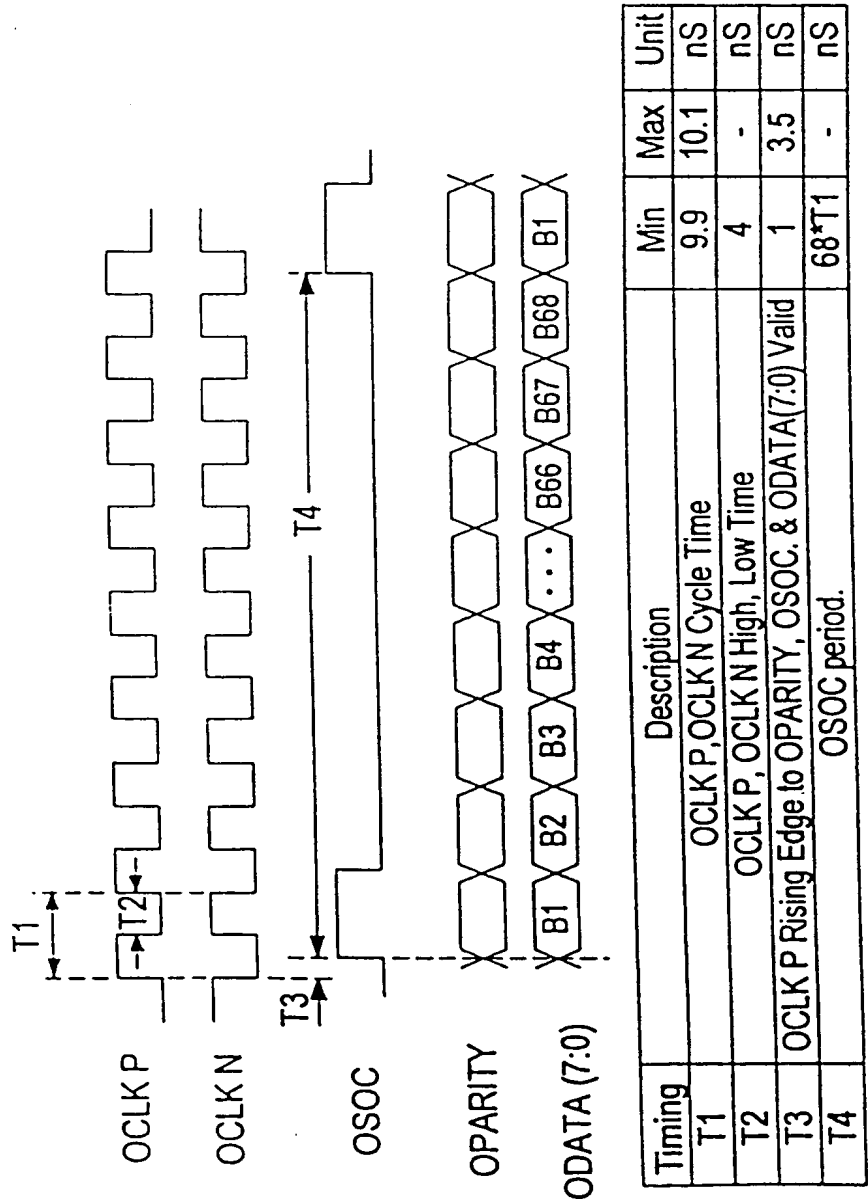 T1
T2
OCLK P
OCLK N
T3
T4
OSOC
OPARITY
ODATA (7:0)
B1 B2 B3 B4 ... B66 B67 B68 B1
Timing Description Min Max Unit
T1 OCLK P,OCLK N Cycle Time 9.9 10.1 nS
T2 OCLK P, OCLK N High, Low Time 4 - nS
T3 OCLK P Rising Edge to OPARITY, OSOC. & ODATA(7:0) Valid 1 3.5 nS
T4 OSOC period. 68*T1 - nS